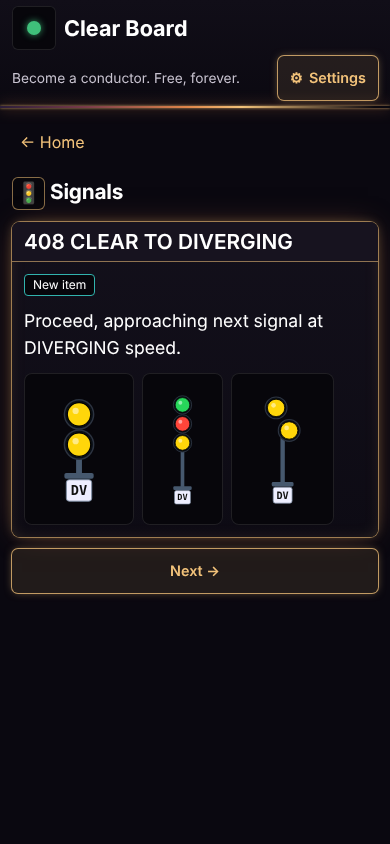 Clear Board
Become a conductor. Free, forever.
⚙ Settings
← Home
Signals
408 CLEAR TO DIVERGING
New item
Proceed, approaching next signal at
DIVERGING speed.
DV
DV
DV
Next →